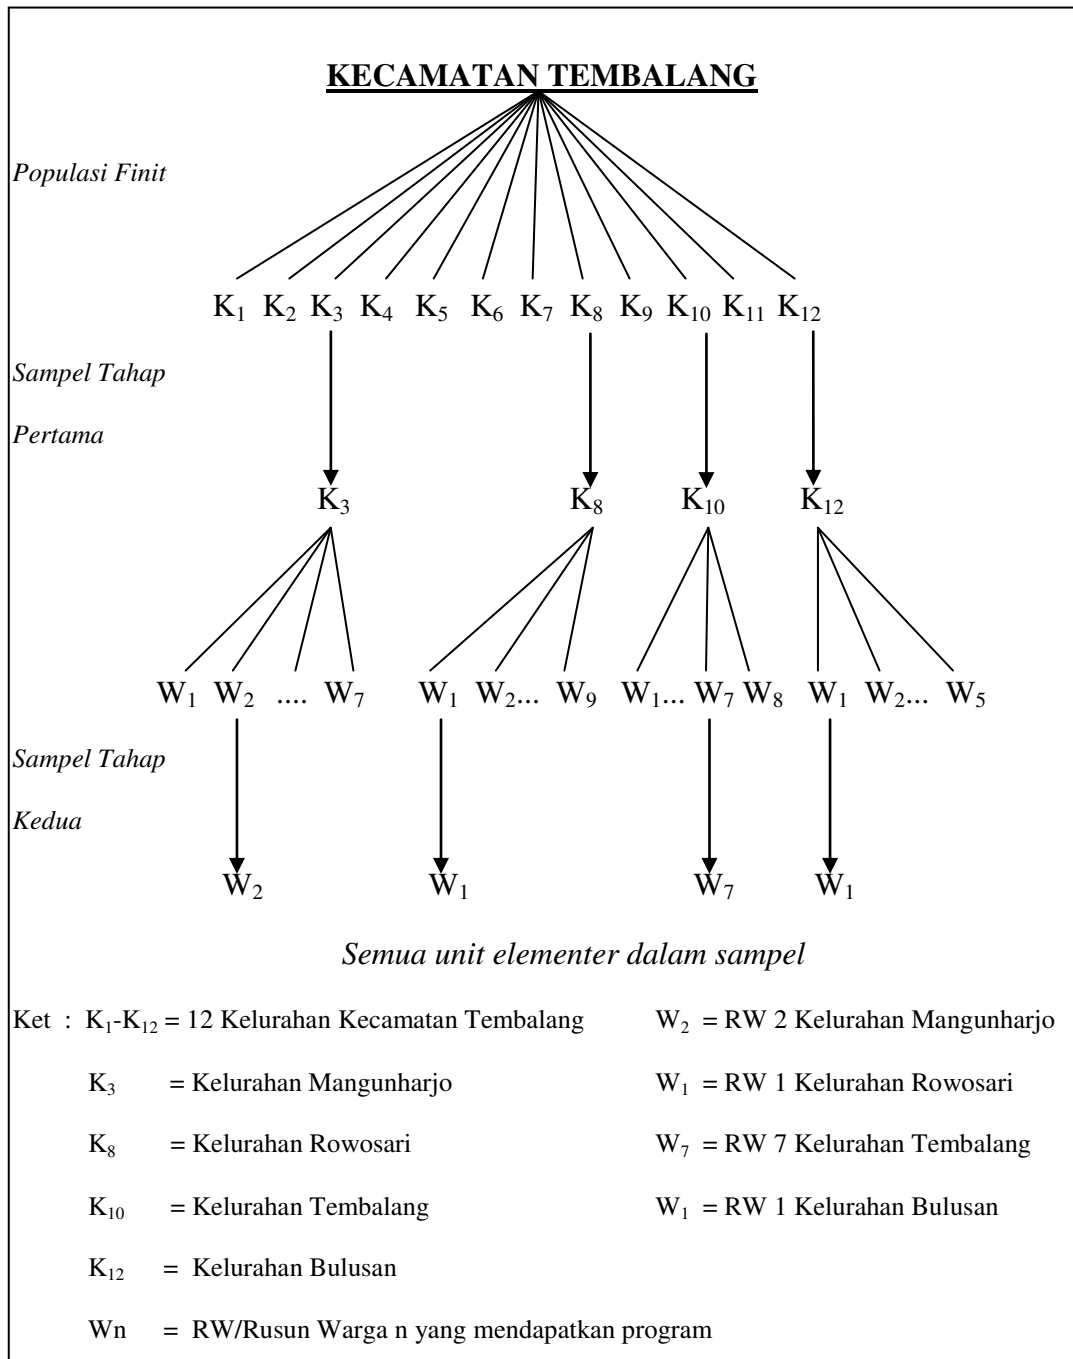 KECAMATAN TEMBALANG
Populasi Finit
K₁ K₂ K₃ K₄ K₅ K₆ K₇ K₈ K₉ K₁₀ K₁₁ K₁₂
Sampel Tahap
Pertama
K₃ K₈ K₁₀ K₁₂
W₁ W₂ .... W₇ W₁ W₂... W₉ W₁... W₇ W₈ W₁ W₂... W₅
Sampel Tahap
Kedua
W₂ W₁ W₇ W₁
Semua unit elementer dalam sampel
Ket : K₁-K₁₂ = 12 Kelurahan Kecamatan Tembalang W₂ = RW 2 Kelurahan Mangunharjo
K₃ = Kelurahan Mangunharjo W₁ = RW 1 Kelurahan Rowosari
K₈ = Kelurahan Rowosari W₇ = RW 7 Kelurahan Tembalang
K₁₀ = Kelurahan Tembalang W₁ = RW 1 Kelurahan Bulusan
K₁₂ = Kelurahan Bulusan
Wn = RW/Rusun Warga n yang mendapatkan program